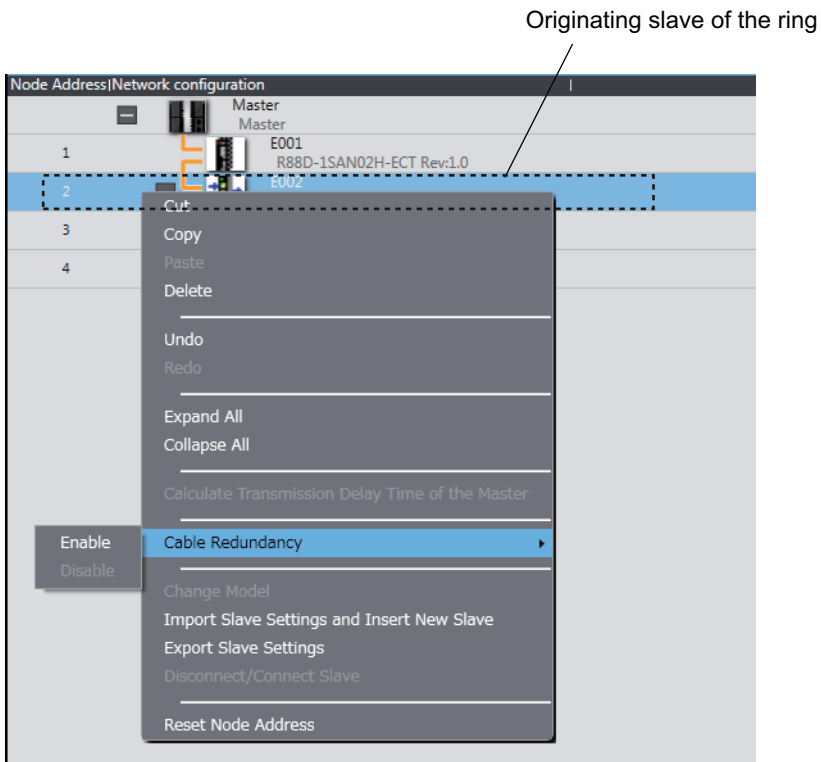 Originating slave of the ring
Node Address|Network configuration
Master
Master
1
E001
R88D-1SAN02H-ECT Rev:1.0
2
E002
3
4
Cut
Copy
Paste
Delete
Undo
Redo
Expand All
Collapse All
Calculate Transmission Delay Time of the Master
Cable Redundancy
Enable
Disable
Change Model
Import Slave Settings and Insert New Slave
Export Slave Settings
Disconnect/Connect Slave
Reset Node Address